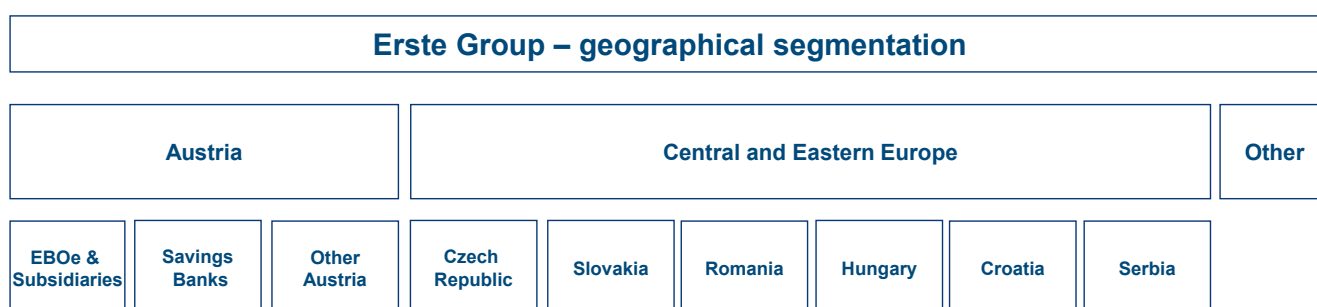 Erste Group – geographical segmentation
Austria
Central and Eastern Europe
Other
EBOe &
Subsidiaries
Savings
Banks
Other
Austria
Czech
Republic
Slovakia
Romania
Hungary
Croatia
Serbia